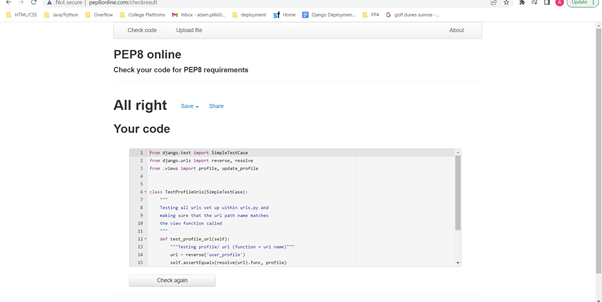 Not secure | pep8online.com/checkresult
Update
HTML/CSS Java/Python Overflow College Platforms Inbox - adam.pillis0... deployment Home Django Deploymen... PP4 golf dunes sunrise -...
Check code Upload file About
PEP8 online
Check your code for PEP8 requirements
All right Save Share
Your code
1 from django.test import SimpleTestCase
2 from django.urls import reverse, resolve
3 from .views import profile, update_profile
4
5
6 class TestProfileUrls(SimpleTestCase):
7 """
8 Testing all urls set up within urls.py and
9 making sure that the url path name matches
10 the view function called
11 """
12 def test_profile_url(self):
13 """Testing profile/ url (function = url name)"""
14 url = reverse('user_profile')
15 self.assertEquals(resolve(url).func, profile)
Check again